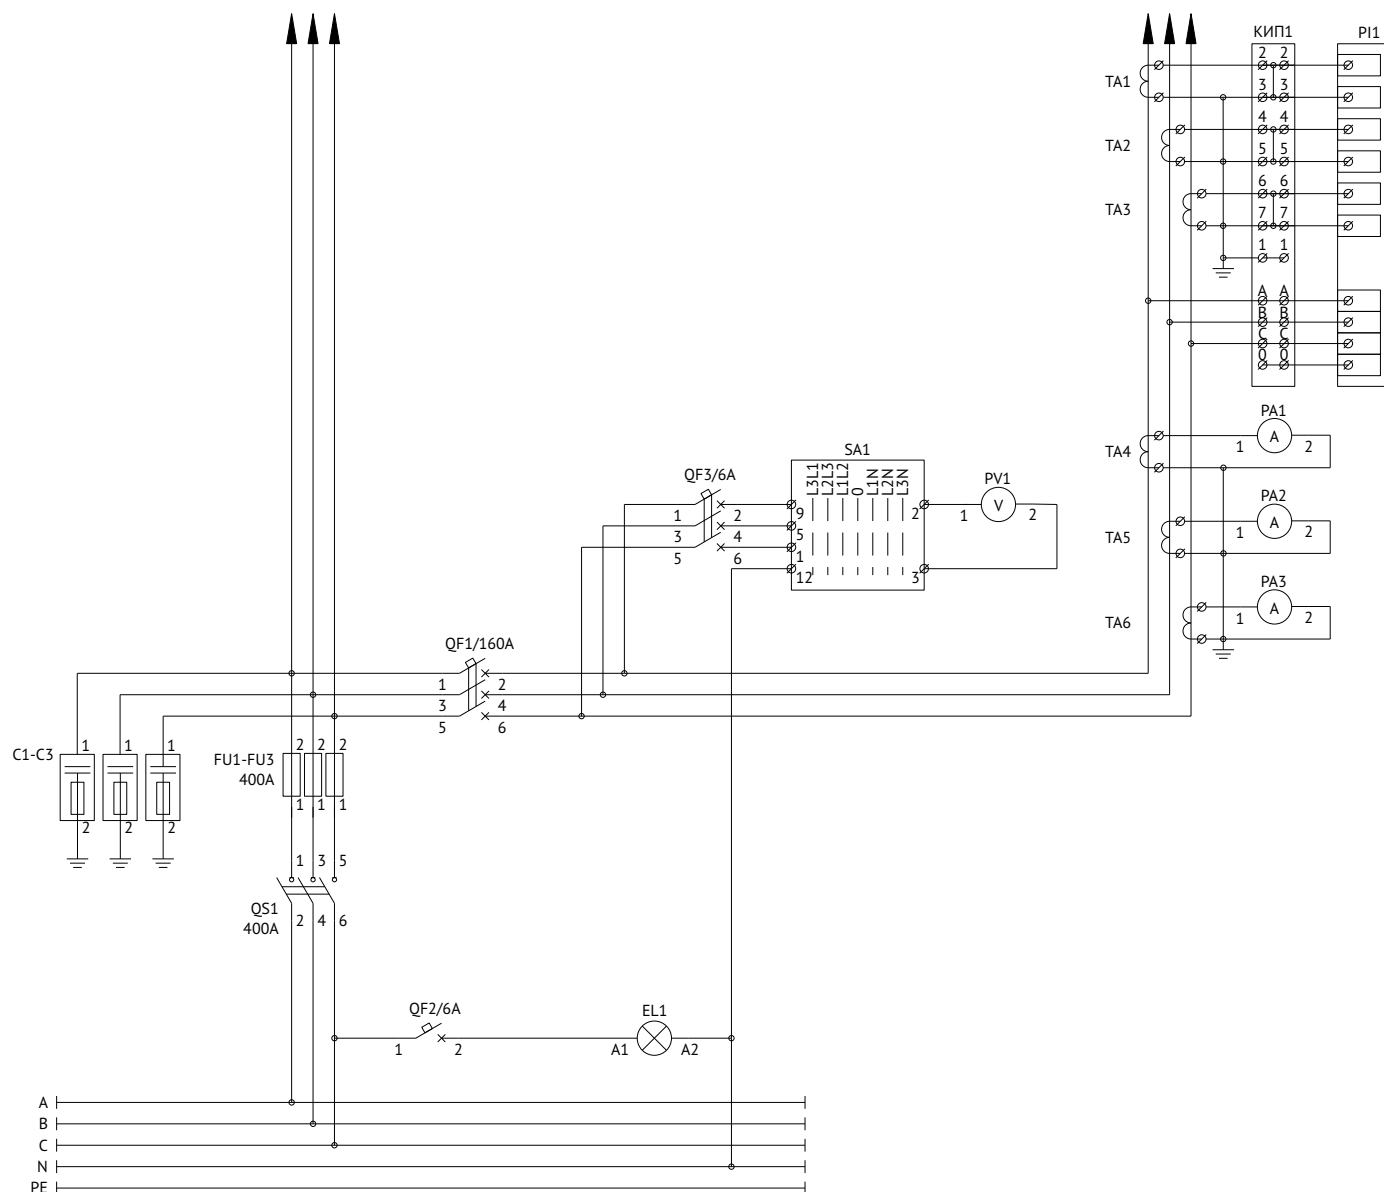 КИП1
PI1
2 2
TA1
3 3
4 4
TA2
5 5
6 6
TA3
7 7
1 1
A A
B B
C C
0 0
PA1
A
1 2
TA4
SA1
QF3/6A
L3L1
L2L3
L1L2
0
L1N
L2N
L3N
PV1
V
1 2
9 2
1 2
3 4
5 6
5
1
12 3
PA2
A
1 2
TA5
PA3
A
1 2
TA6
QF1/160A
1 2
3 4
5 6
C1-C3
1 1 1
2 2 2
FU1-FU3
400A
2 2 2
1 1 1
1 3 5
QS1
400A
2 4 6
QF2/6A
1 2
EL1
A1 A2
A
B
C
N
PE